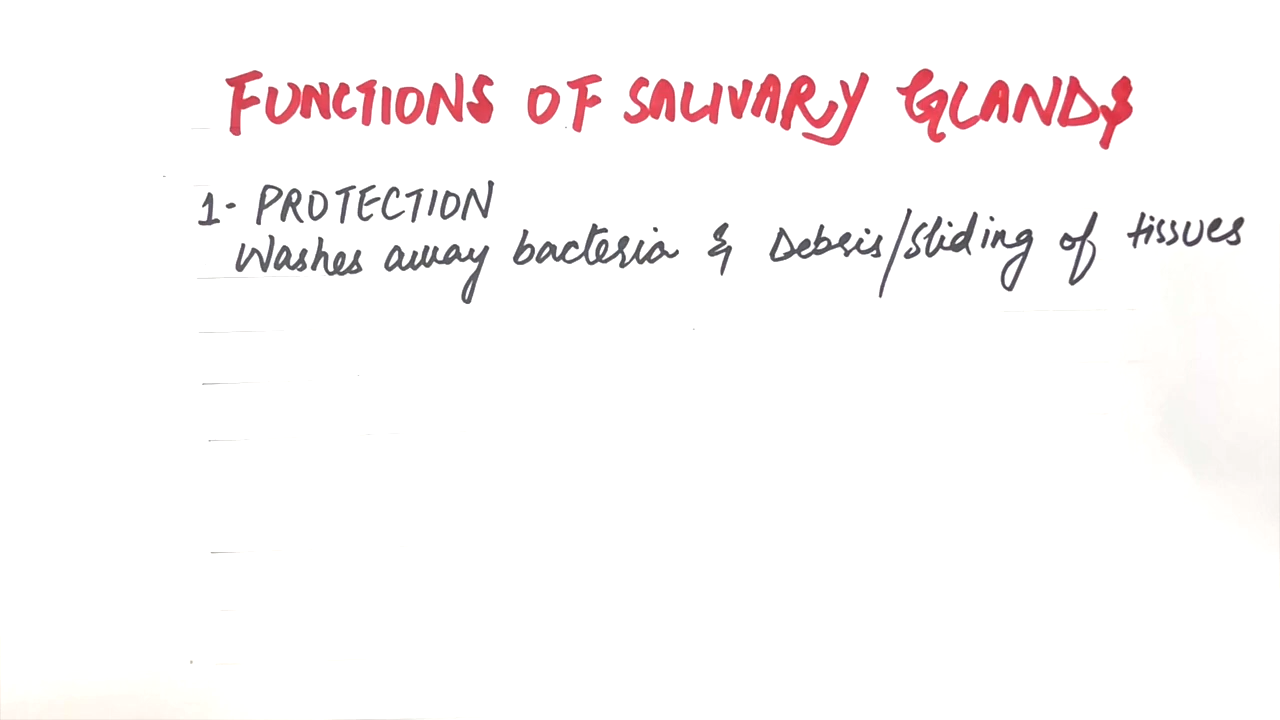 FUNCTIONS OF SALIVARY GLANDS
1- PROTECTION
Washes away bacteria & Debris/sliding of tissues